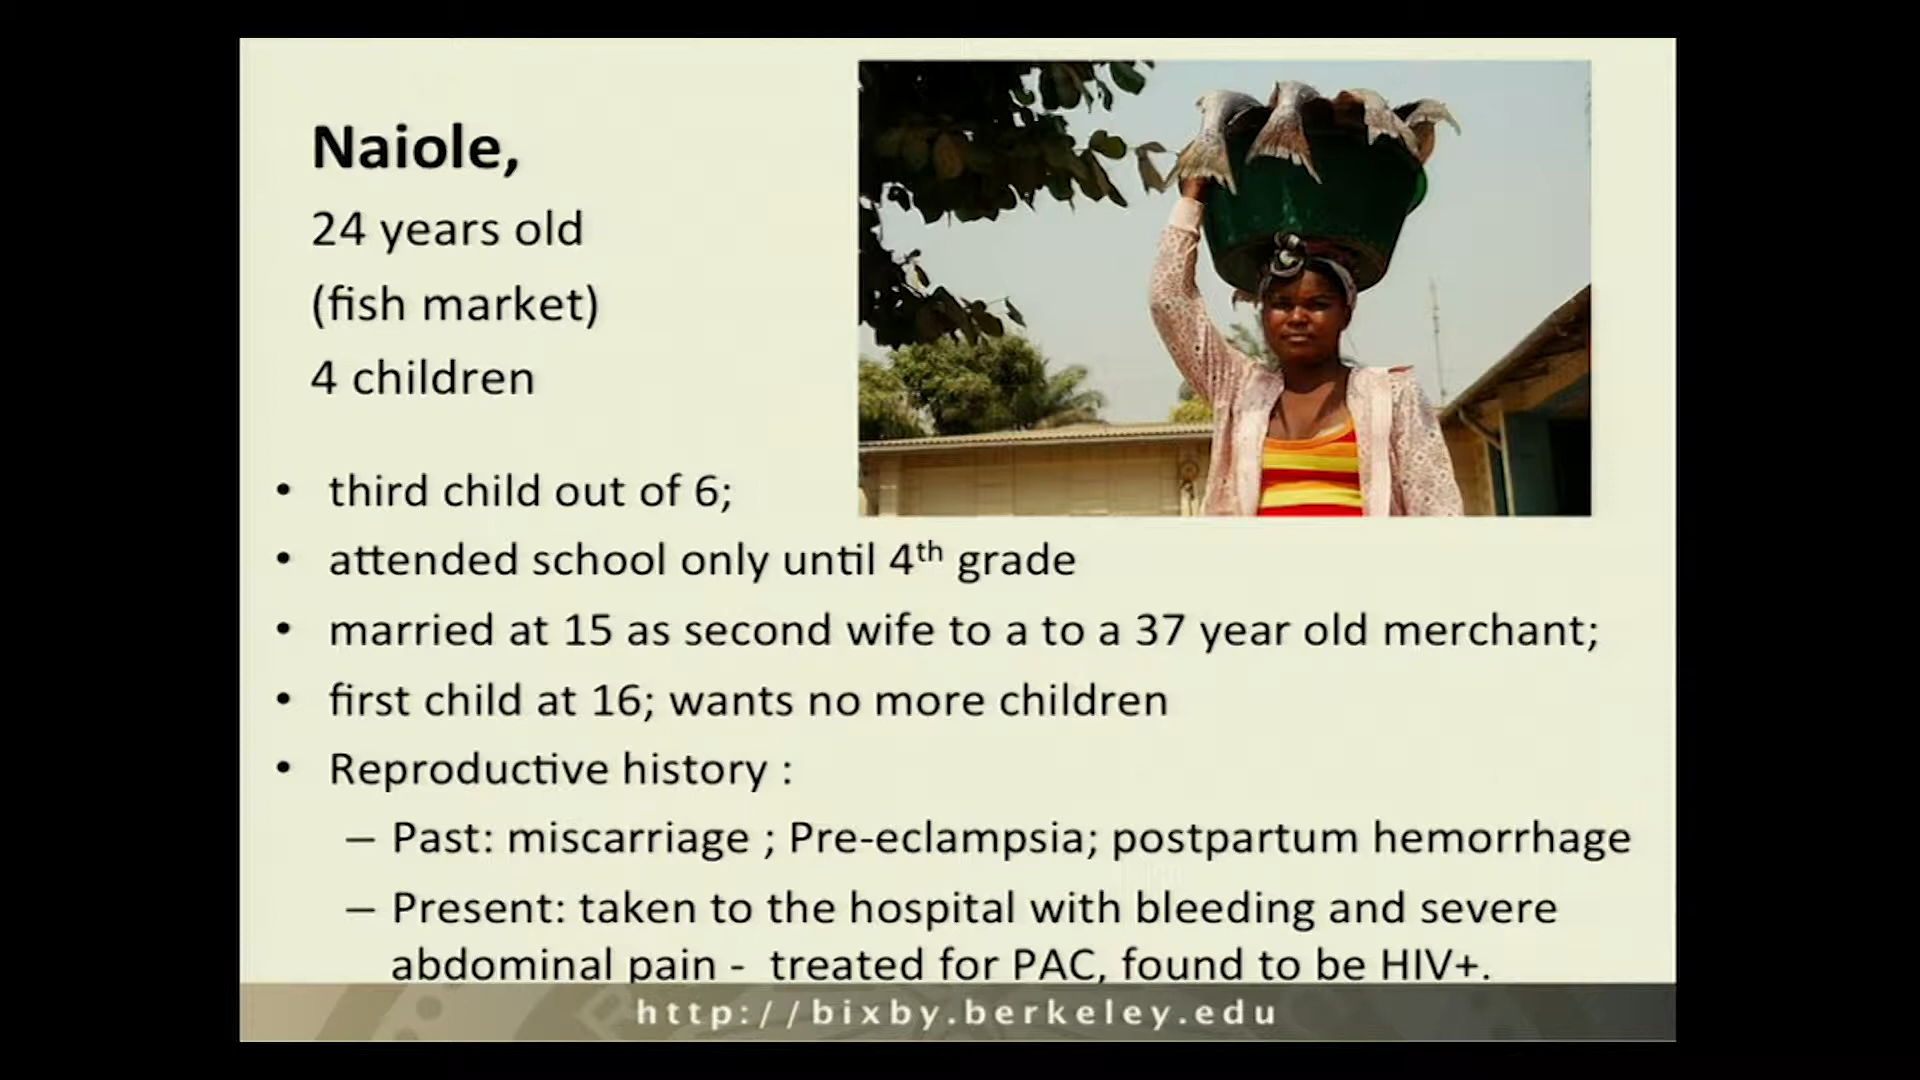 Naiole,
24 years old
(fish market)
4 children
• third child out of 6;
• attended school only until 4th grade
• married at 15 as second wife to a to a 37 year old merchant;
• first child at 16; wants no more children
• Reproductive history :
– Past: miscarriage ; Pre-eclampsia; postpartum hemorrhage
– Present: taken to the hospital with bleeding and severe
abdominal pain - treated for PAC, found to be HIV+.
http://bixby.berkeley.edu